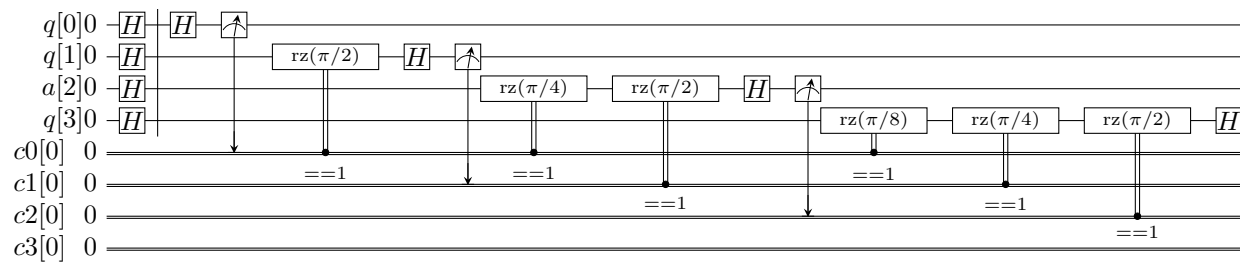 q[0]0 H H
q[1]0 H rz(π/2) H
a[2]0 H rz(π/4) rz(π/2) H
q[3]0 H rz(π/8) rz(π/4) rz(π/2) H
c0[0] 0
==1 ==1 ==1
c1[0] 0
==1 ==1
c2[0] 0
==1
c3[0] 0